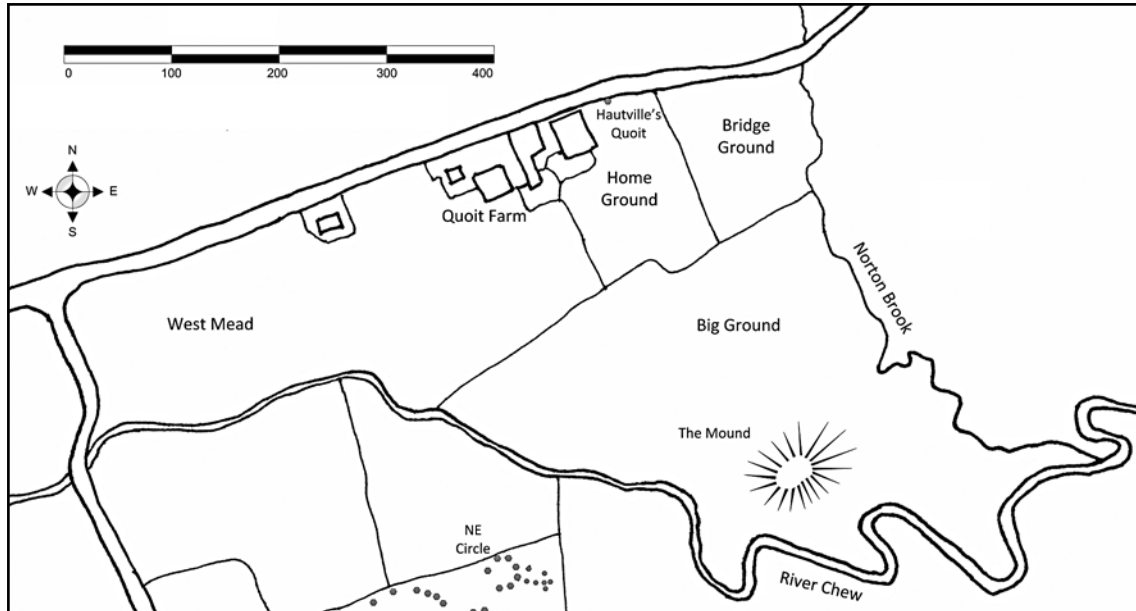 0 100 200 300 400
N
W E
S
Hautville's
Quoit
Bridge
Ground
Home
Ground
Quoit Farm
Norton Brook
West Mead
Big Ground
The Mound
NE
Circle
River Chew